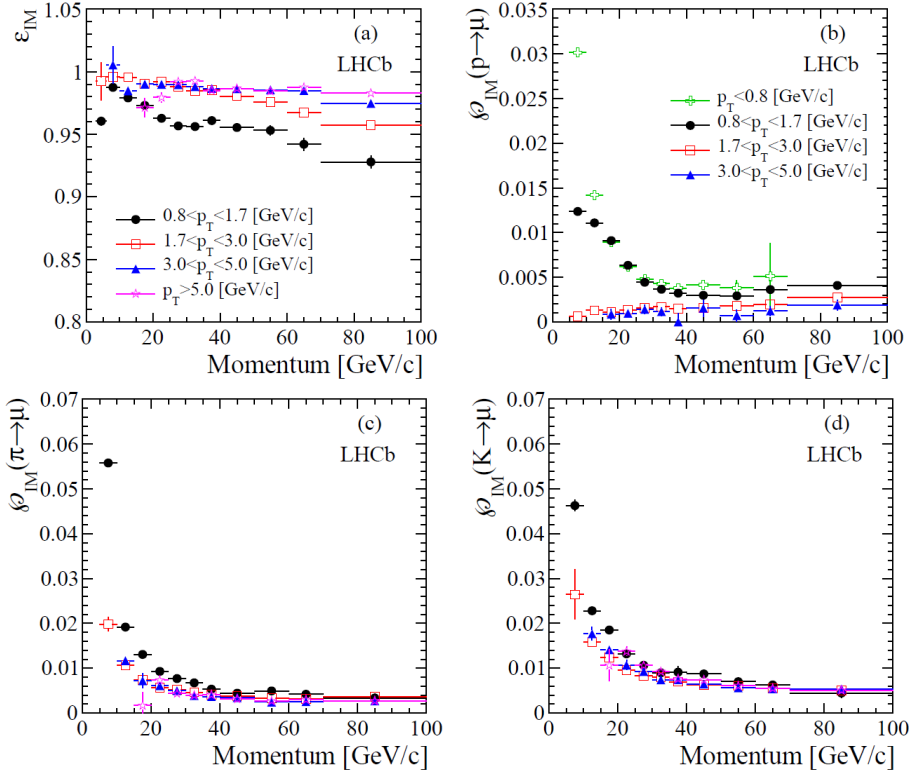 ε_IM
1.05
1
0.95
0.9
0.85
0.8
(a)
LHCb
0.8<p_T<1.7 [GeV/c]
1.7<p_T<3.0 [GeV/c]
3.0<p_T<5.0 [GeV/c]
p_T>5.0 [GeV/c]
0 20 40 60 80 100
Momentum [GeV/c]
℘_IM(p→μ)
0.035
0.03
0.025
0.02
0.015
0.01
0.005
0
(b)
LHCb
p_T<0.8 [GeV/c]
0.8<p_T<1.7 [GeV/c]
1.7<p_T<3.0 [GeV/c]
3.0<p_T<5.0 [GeV/c]
0 20 40 60 80 100
Momentum [GeV/c]
℘_IM(π→μ)
0.07
0.06
0.05
0.04
0.03
0.02
0.01
0
(c)
LHCb
0 20 40 60 80 100
Momentum [GeV/c]
℘_IM(K→μ)
0.07
0.06
0.05
0.04
0.03
0.02
0.01
0
(d)
LHCb
0 20 40 60 80 100
Momentum [GeV/c]